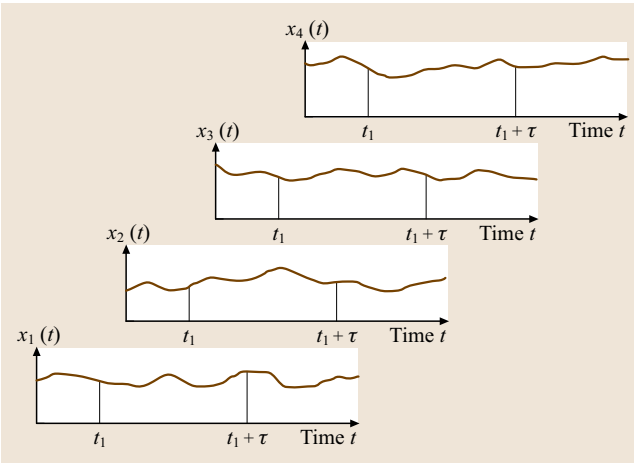 x₄ (t)
t₁ t₁ + τ Time t
x₃ (t)
t₁ t₁ + τ Time t
x₂ (t)
t₁ t₁ + τ Time t
x₁ (t)
t₁ t₁ + τ Time t